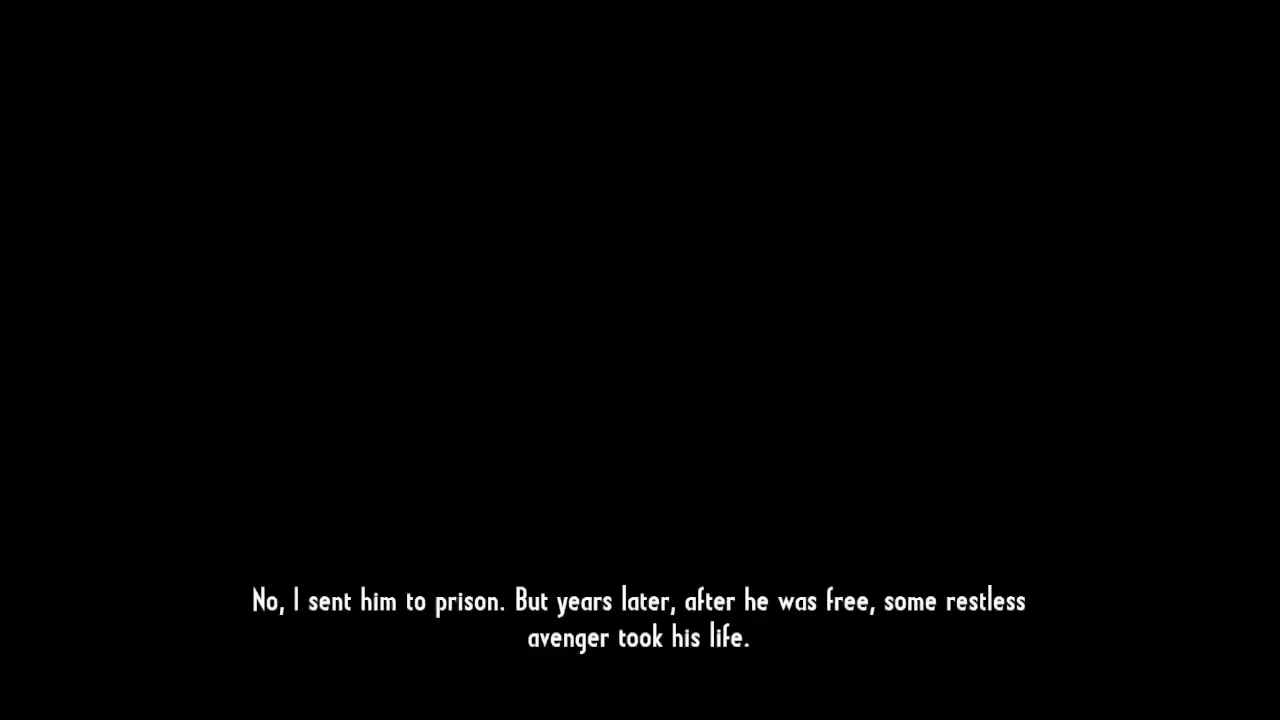 No, I sent him to prison. But years later, after he was free, some restless
avenger took his life.